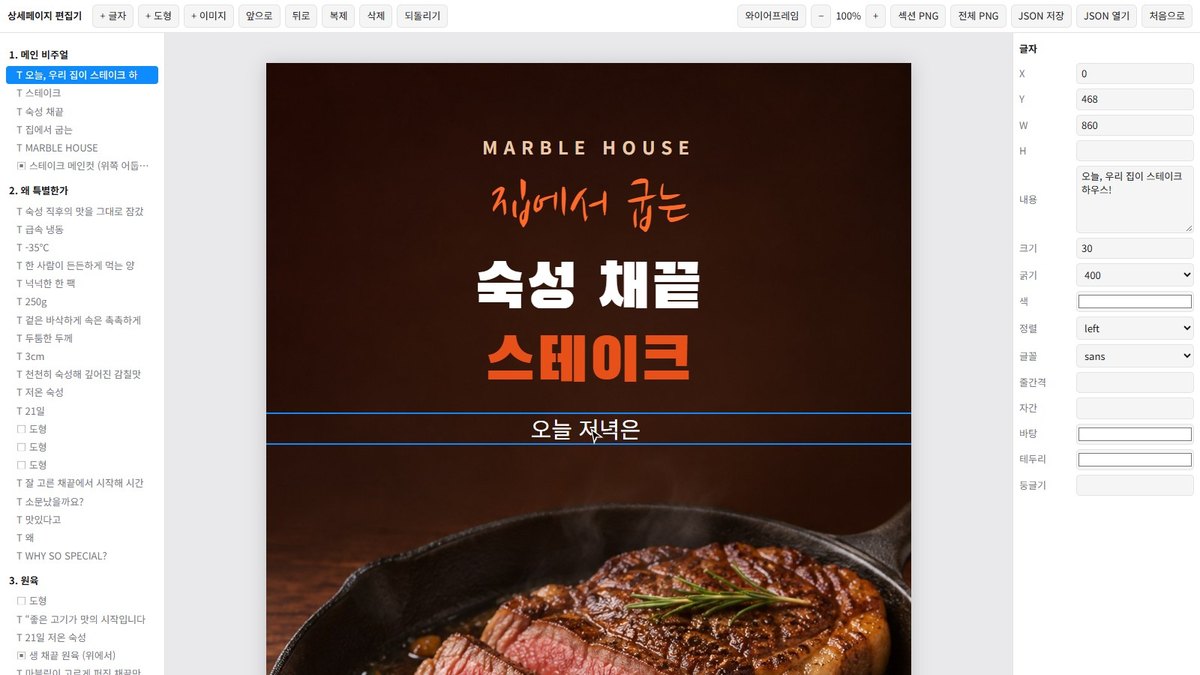 상세페이지 편집기
+ 글자
+ 도형
+ 이미지
앞으로
뒤로
복제
삭제
되돌리기
와이어프레임
−
100%
+
섹션 PNG
전체 PNG
JSON 저장
JSON 열기
처음으로
1. 메인 비주얼
T 오늘, 우리 집이 스테이크 하
T 스테이크
T 숙성 채끝
T 집에서 굽는
T MARBLE HOUSE
스테이크 메인컷 (위쪽 어둡…
2. 왜 특별한가
T 숙성 직후의 맛을 그대로 잠갔
T 급속 냉동
T -35℃
T 한 사람이 든든하게 먹는 양
T 넉넉한 한 팩
T 250g
T 겉은 바삭하게 속은 촉촉하게
T 두툼한 두께
T 3cm
T 천천히 숙성해 깊어진 감칠맛
T 저온 숙성
T 21일
도형
도형
도형
T 잘 고른 채끝에서 시작해 시간
T 소문났을까요?
T 맛있다고
T 왜
T WHY SO SPECIAL?
3. 원육
도형
T “좋은 고기가 맛의 시작입니다
T 21일 저온 숙성
생 채끝 원육 (위에서)
T 마블링이 고르게 퍼진 채끝만
MARBLE HOUSE
집에서 굽는
숙성 채끝
스테이크
오늘 저녁은
글자
X 0
Y 468
W 860
H
내용
오늘, 우리 집이 스테이크
하우스!
크기 30
굵기 400
색
정렬 left
글꼴 sans
줄간격
자간
바탕
테두리
둥글기